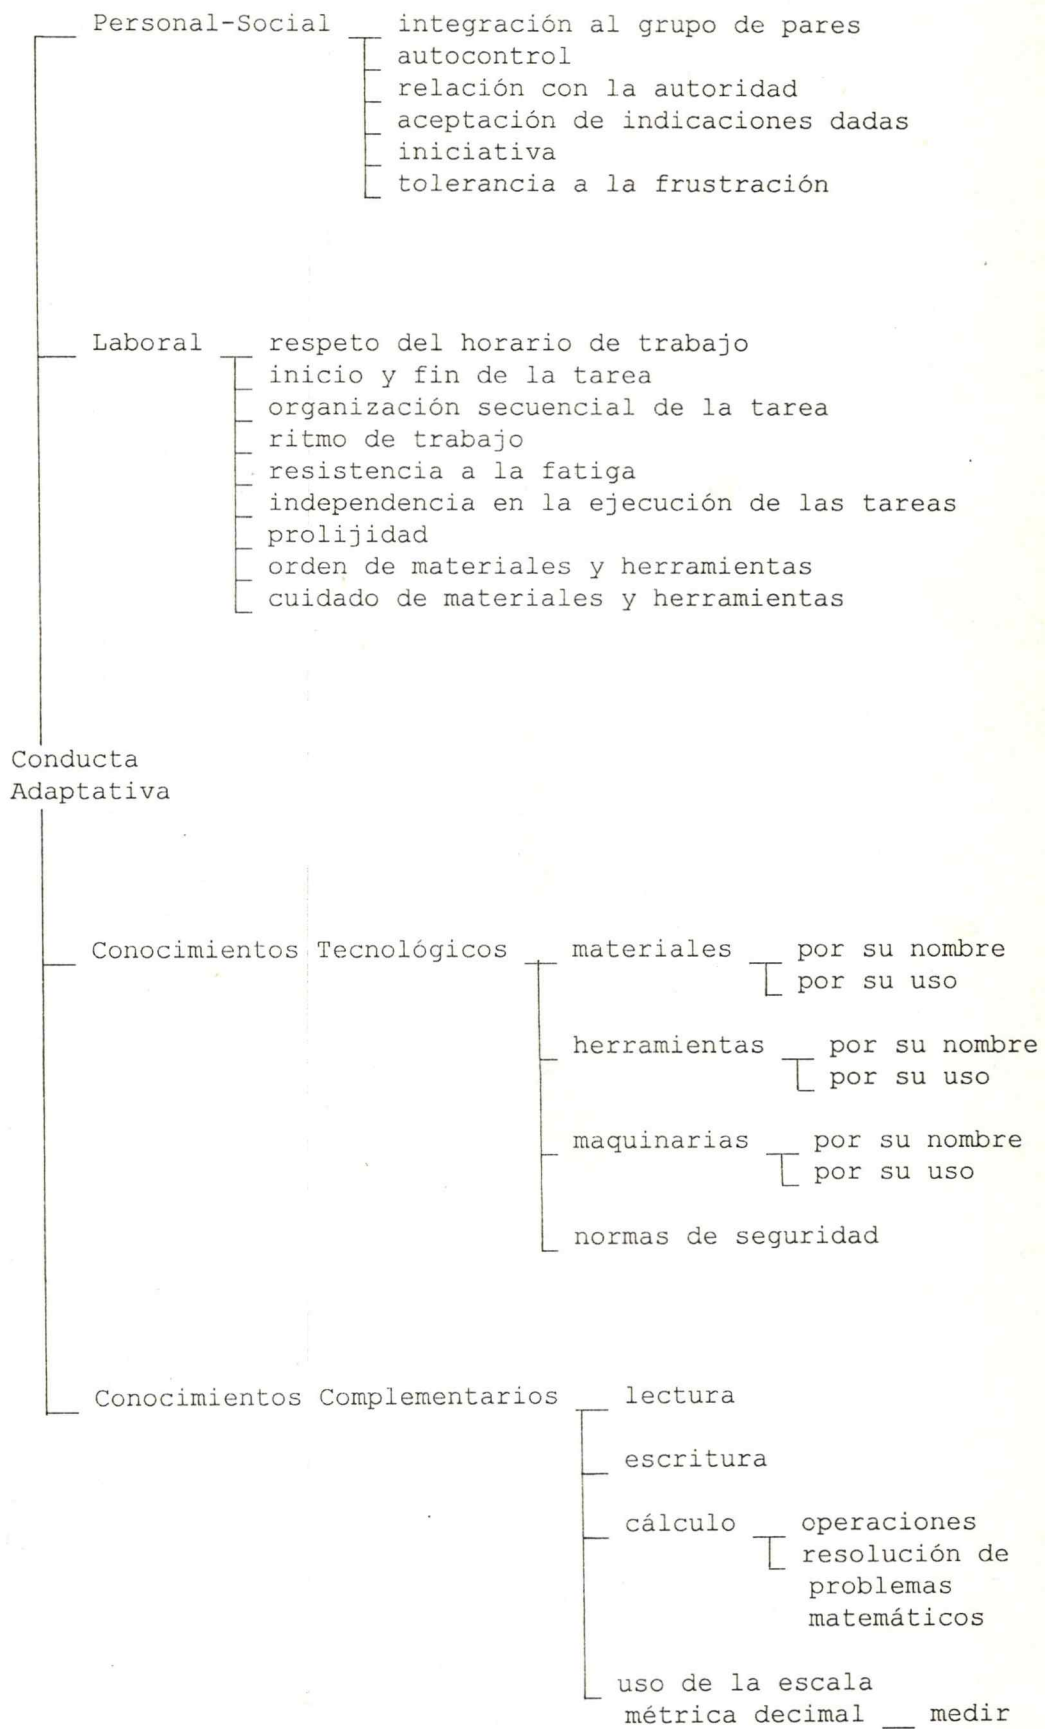 Personal-Social integración al grupo de pares
autocontrol
relación con la autoridad
aceptación de indicaciones dadas
iniciativa
tolerancia a la frustración
Laboral respeto del horario de trabajo
inicio y fin de la tarea
organización secuencial de la tarea
ritmo de trabajo
resistencia a la fatiga
independencia en la ejecución de las tareas
prolijidad
orden de materiales y herramientas
cuidado de materiales y herramientas
Conducta
Adaptativa
Conocimientos Tecnológicos materiales por su nombre
por su uso
herramientas por su nombre
por su uso
maquinarias por su nombre
por su uso
normas de seguridad
Conocimientos Complementarios lectura
escritura
cálculo operaciones
resolución de
problemas
matemáticos
uso de la escala
métrica decimal medir